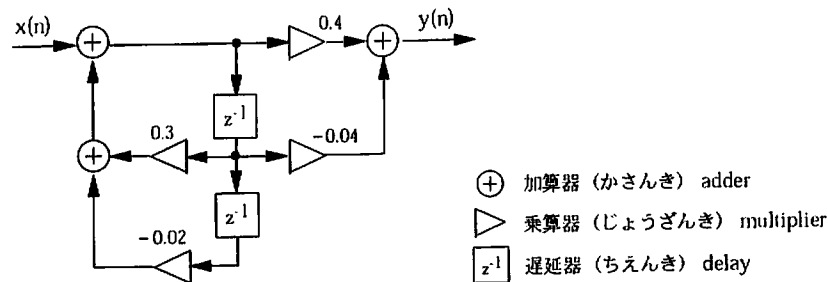 x(n)
0.4
y(n)
z-1
0.3
-0.04
z-1
-0.02
加算器（かさんき） adder
乗算器（じょうざんき） multiplier
z-1 遅延器（ちえんき） delay